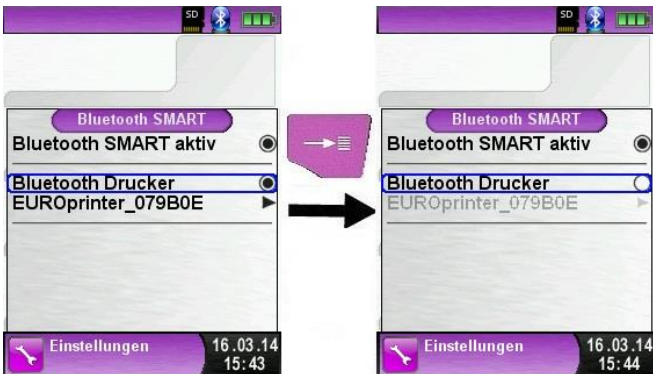 SD
Bluetooth SMART
Bluetooth SMART aktiv
Bluetooth Drucker
EUROprinter_079B0E
Einstellungen
16.03.14
15:43
SD
Bluetooth SMART
Bluetooth SMART aktiv
Bluetooth Drucker
EUROprinter_079B0E
Einstellungen
16.03.14
15:44